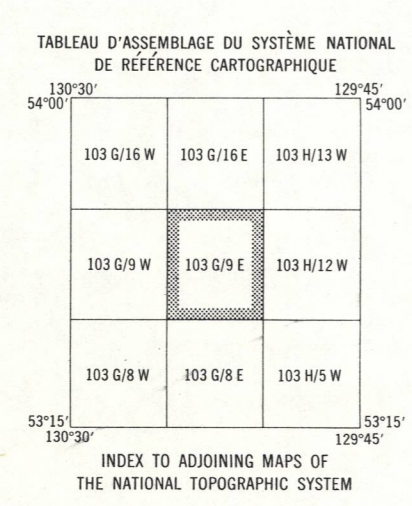 TABLEAU D'ASSEMBLAGE DU SYSTÈME NATIONAL
DE RÉFÉRENCE CARTOGRAPHIQUE
130°30′ 129°45′
54°00′ 54°00′
103 G/16 W 103 G/16 E 103 H/13 W
103 G/9 W 103 G/9 E 103 H/12 W
103 G/8 W 103 G/8 E 103 H/5 W
53°15′ 53°15′
130°30′ 129°45′
INDEX TO ADJOINING MAPS OF
THE NATIONAL TOPOGRAPHIC SYSTEM